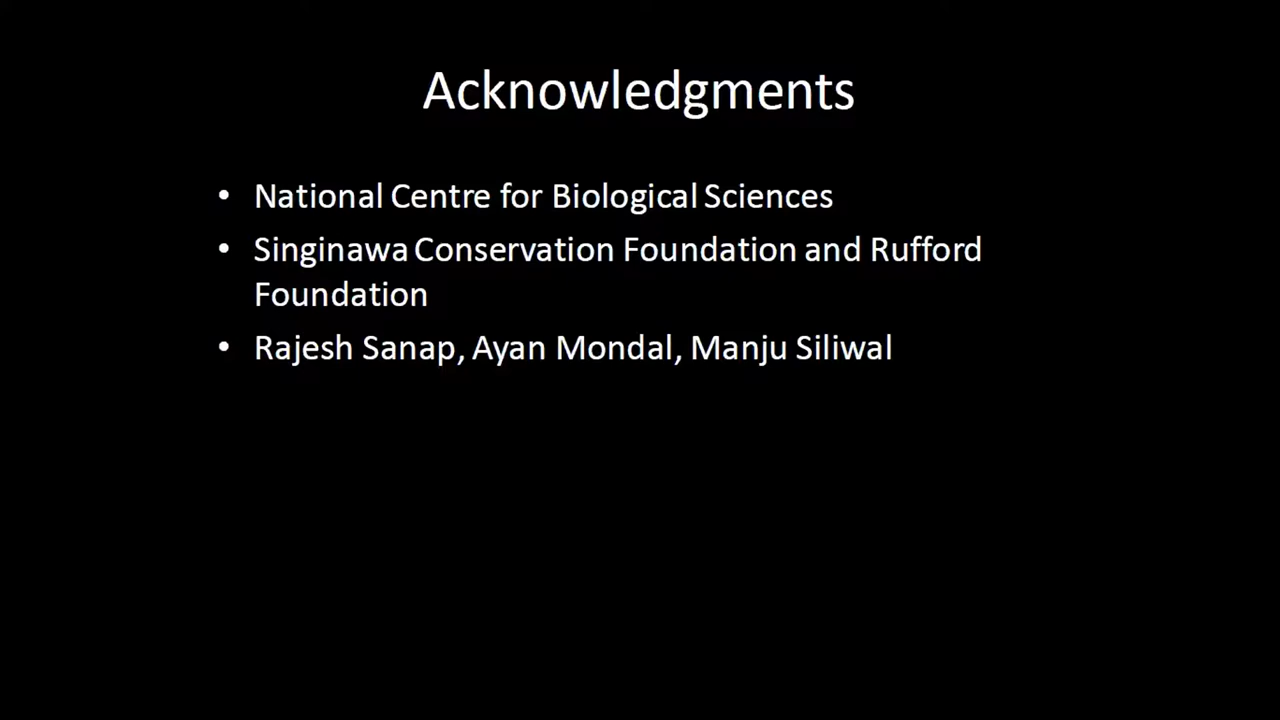 Acknowledgments
• National Centre for Biological Sciences
• Singinawa Conservation Foundation and Rufford
Foundation
• Rajesh Sanap, Ayan Mondal, Manju Siliwal